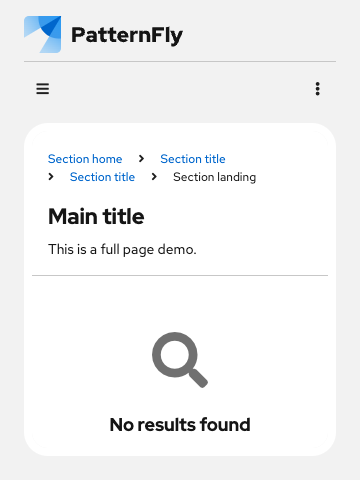 PatternFly
Section home > Section title
> Section title > Section landing
Main title
This is a full page demo.
No results found